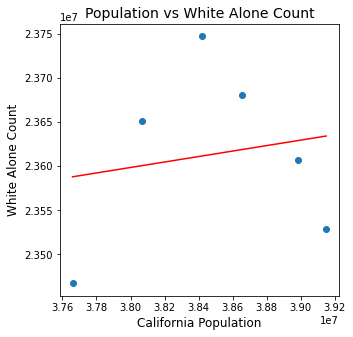 Population vs White Alone Count
1e7
2.375
2.370
2.365
2.360
2.355
2.350
White Alone Count
3.76 3.78 3.80 3.82 3.84 3.86 3.88 3.90 3.92
1e7
California Population